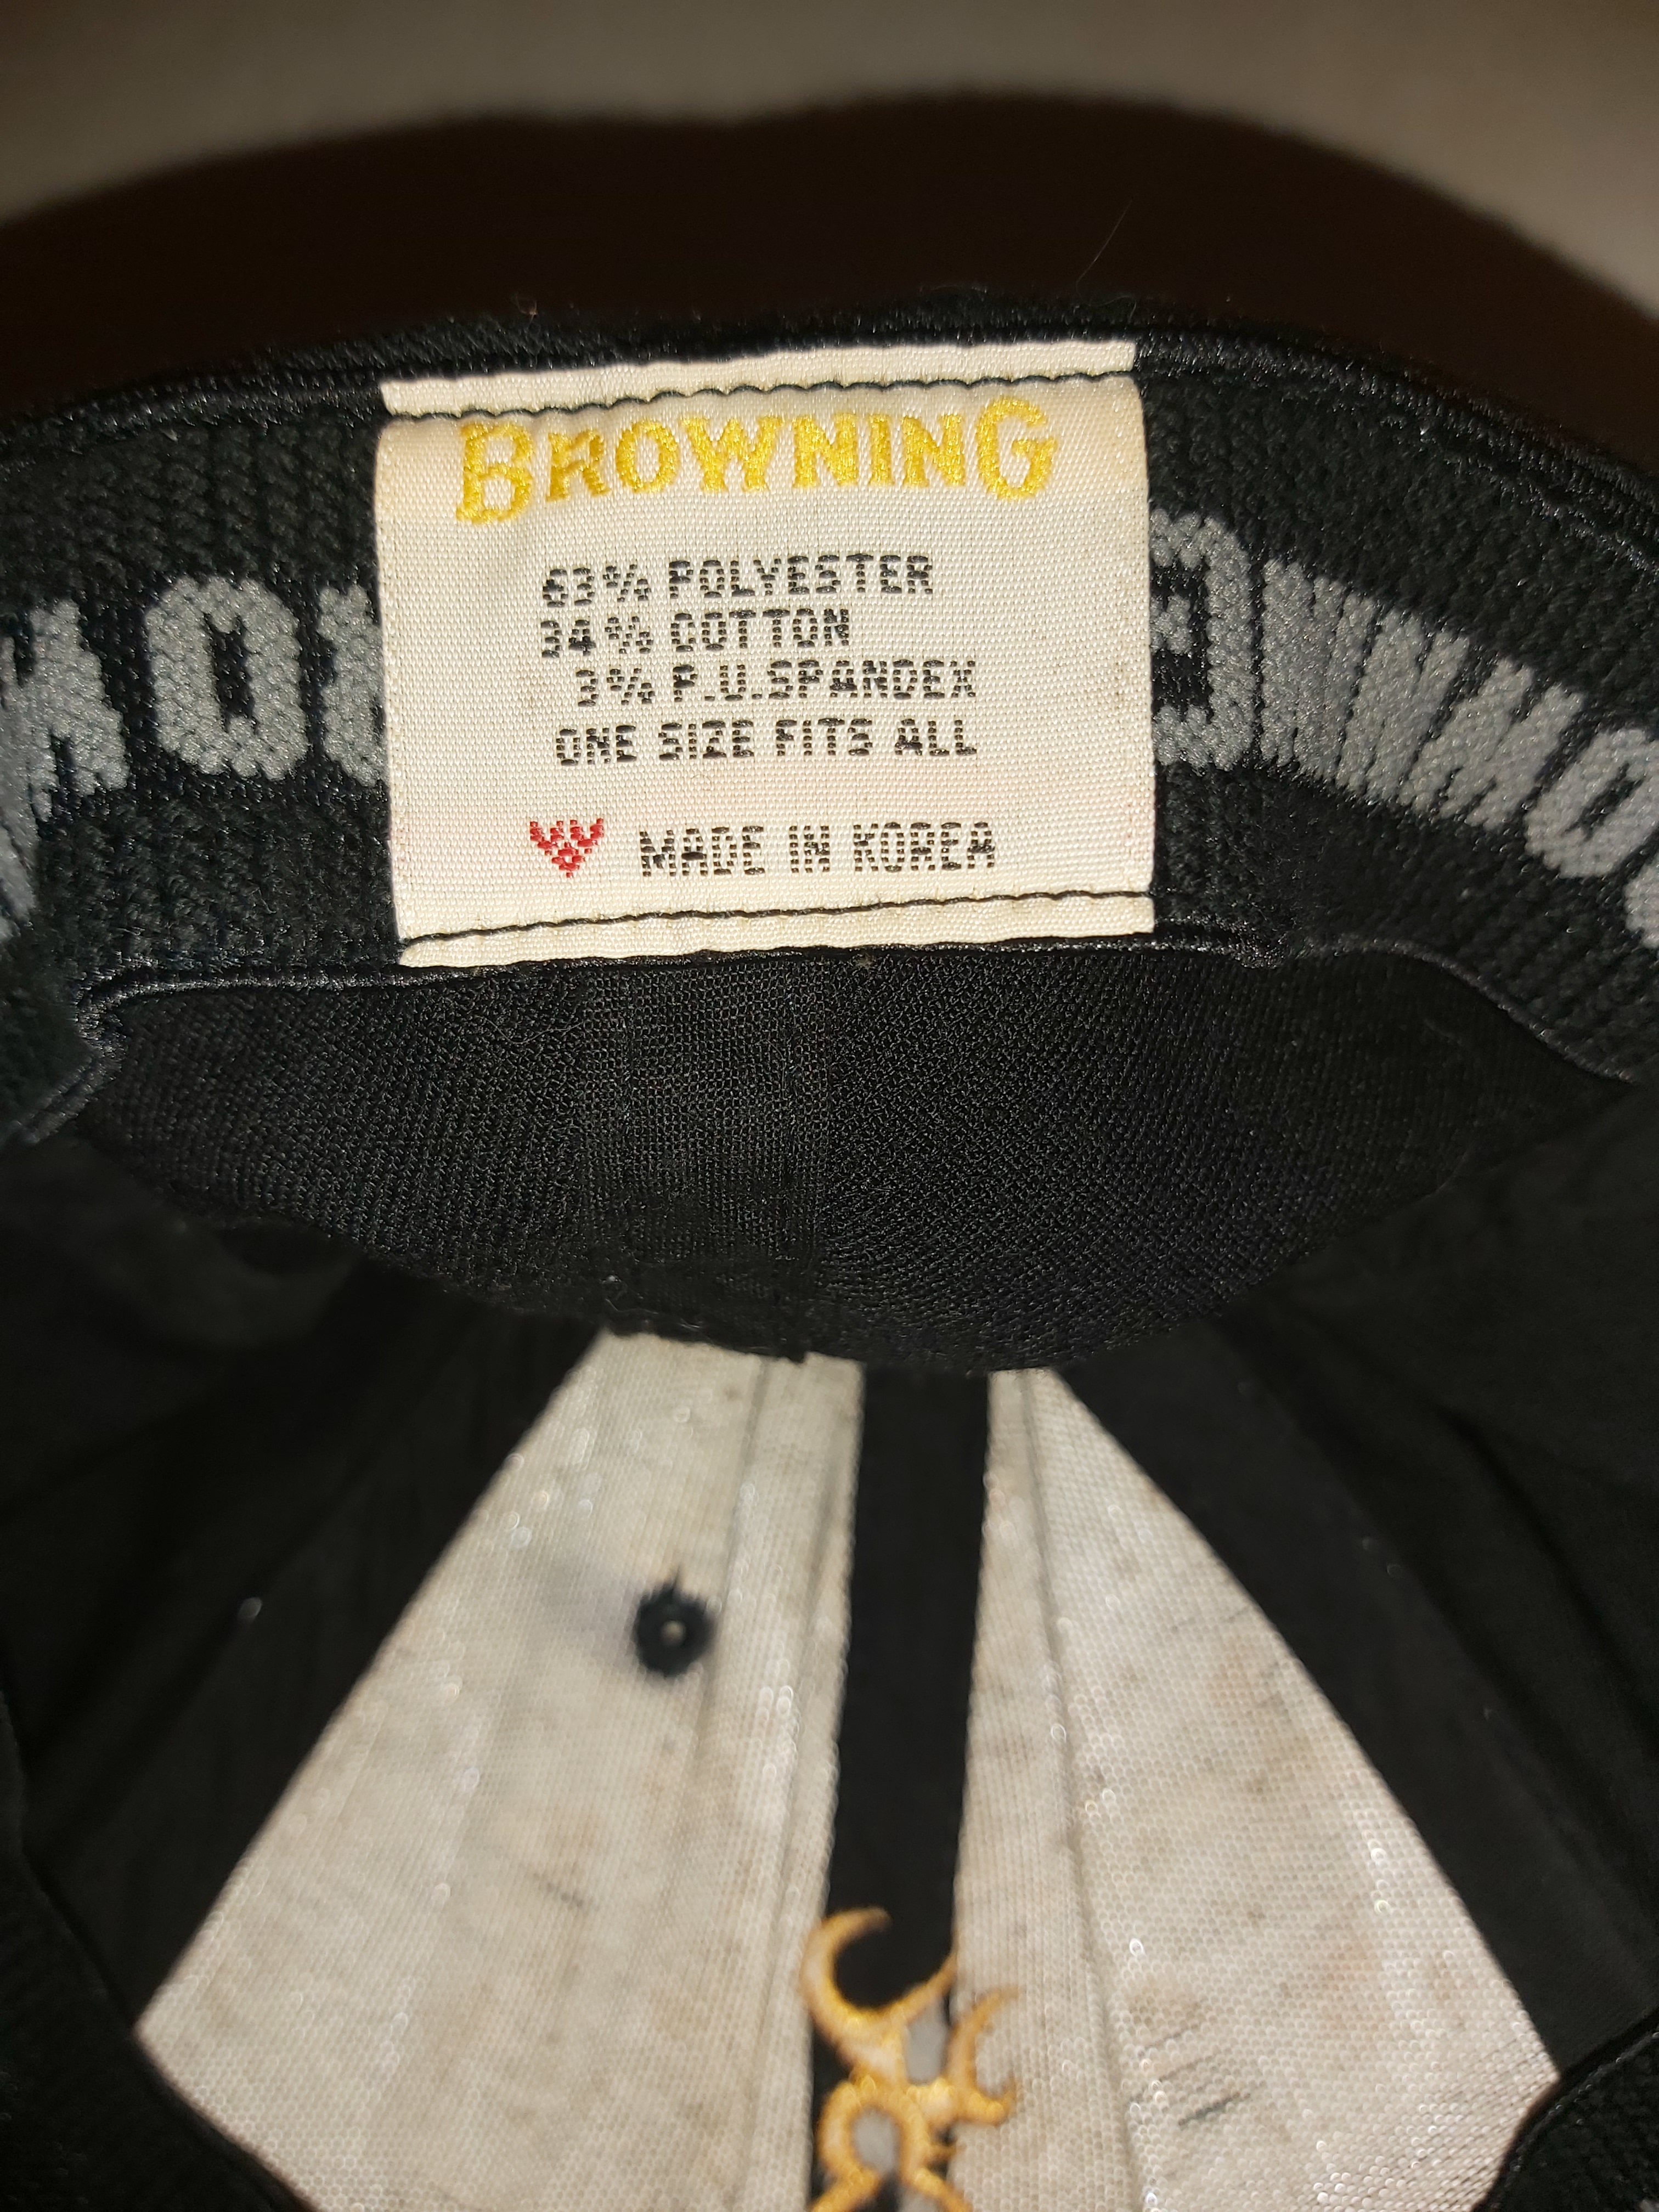 BROWNING
63% POLYESTER
34% COTTON
3% P.U.SPANDEX
ONE SIZE FITS ALL
MADE IN KOREA